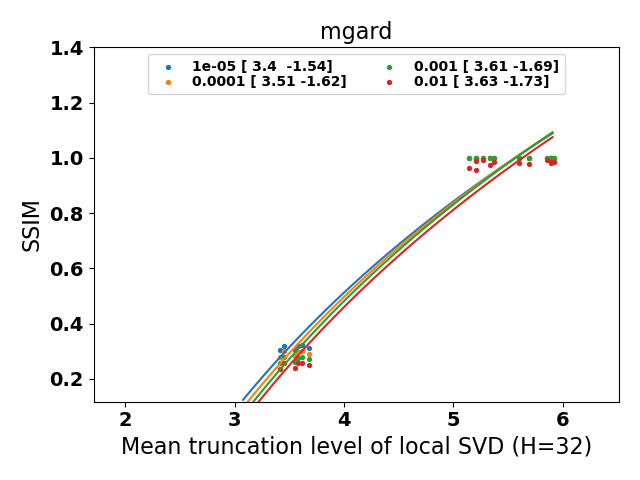 mgard
1e-05 [ 3.4  -1.54]
0.0001 [ 3.51 -1.62]
0.001 [ 3.61 -1.69]
0.01 [ 3.63 -1.73]
SSIM
1.4
1.2
1.0
0.8
0.6
0.4
0.2
2 3 4 5 6
Mean truncation level of local SVD (H=32)